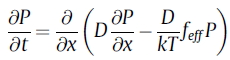 ∂P/∂t = ∂/∂x (D ∂P/∂x − D/kT f_eff P)